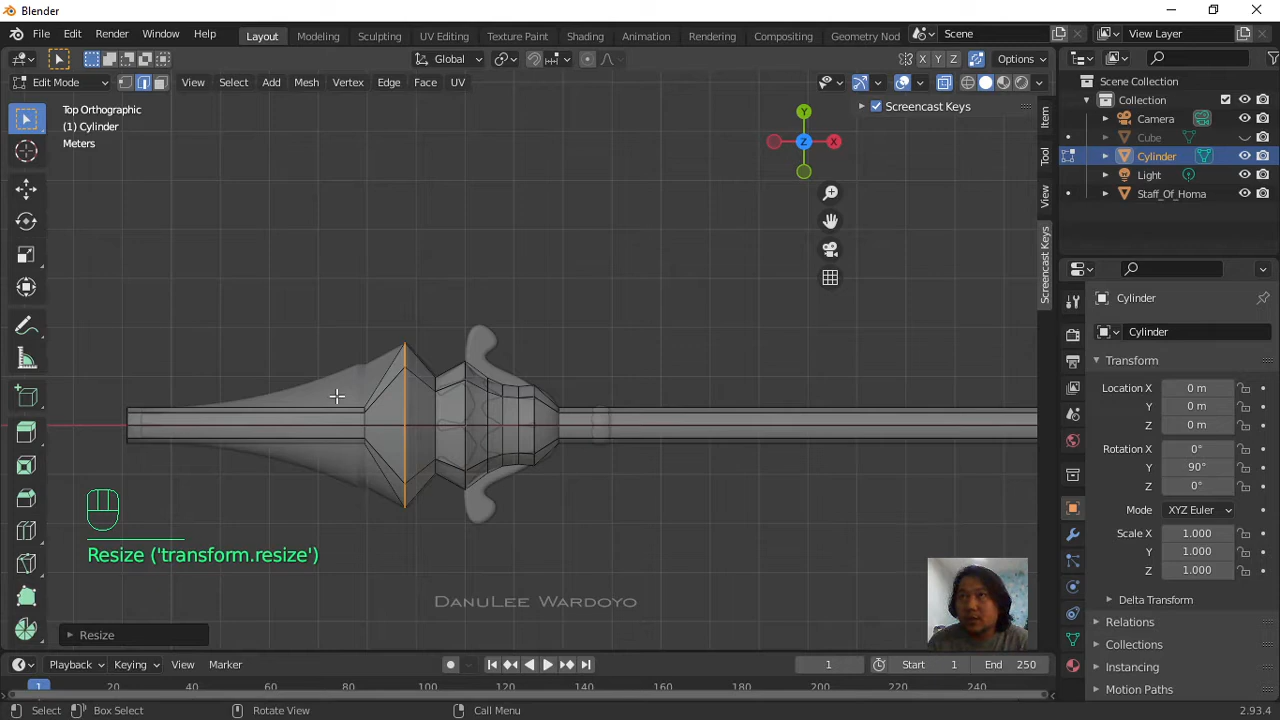 Blender
File Edit Render Window Help Layout Modeling Sculpting UV Editing Texture Paint Shading Animation Rendering Compositing Geometry Nod Scene View Layer
Global X Y Z Options
Edit Mode View Select Add Mesh Vertex Edge Face UV
Top Orthographic
(1) Cylinder
Meters
Screencast Keys
Y
Z
X
Item
Tool
View
Screencast Keys
Scene Collection
Collection
Camera
Cube
Cylinder
Light
Staff_Of_Homa
Cylinder
Cylinder
Transform
Location X 0 m
Y 0 m
Z 0 m
Rotation X 0°
Y 90°
Z 0°
Mode XYZ Euler
Scale X 1.000
Y 1.000
Z 1.000
Delta Transform
Relations
Collections
Instancing
Motion Paths
Resize ('transform.resize')
DanuLee Wardoyo
Resize
Playback Keying View Marker 1 Start 1 End 250
1 20 40 60 80 100 120 140 160 180 200 220 240
Select Box Select Rotate View Call Menu 2.93.4